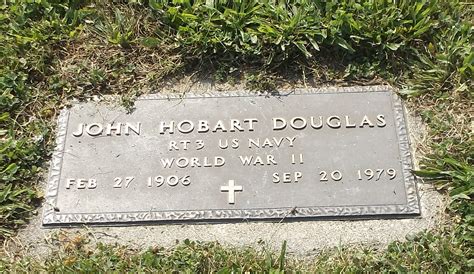 JOHN HOBART DOUGLAS
RT3 US NAVY
WORLD WAR II
FEB 27 1906 SEP 20 1979